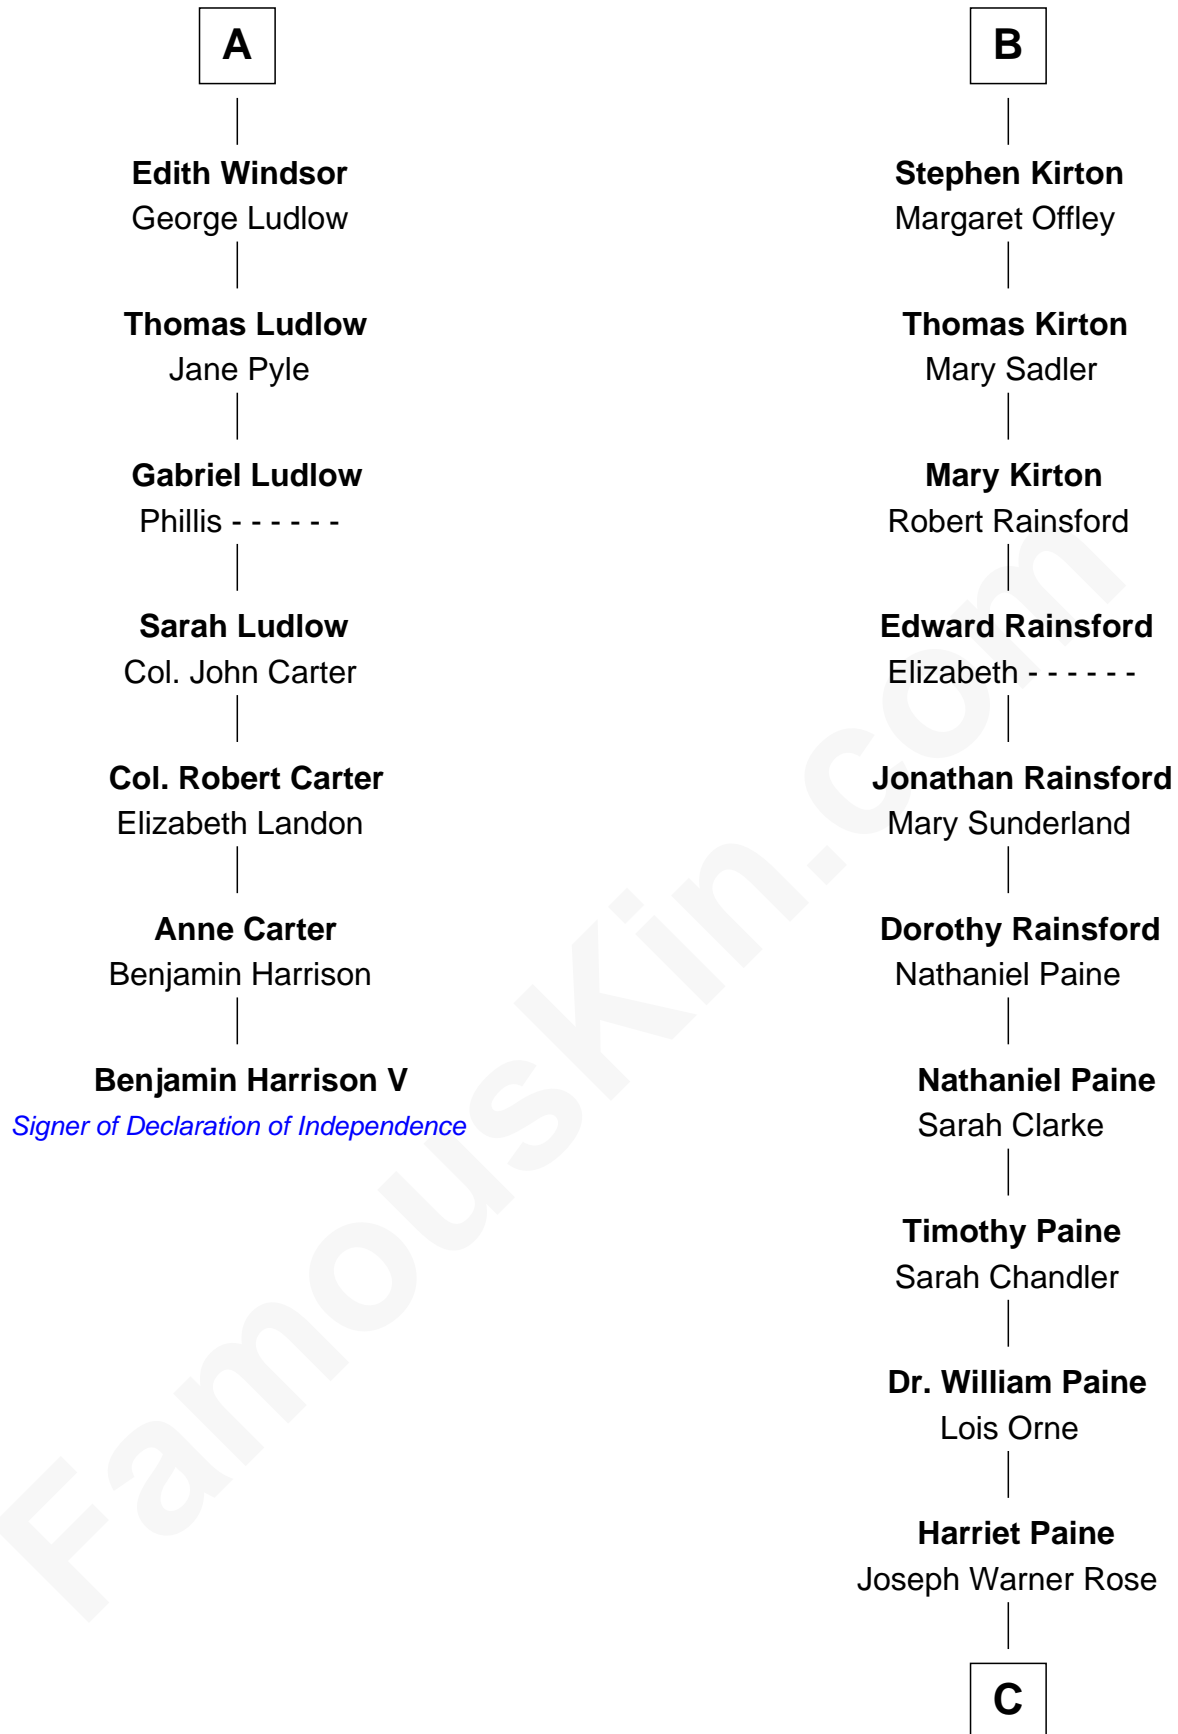 A
Edith Windsor
George Ludlow
Thomas Ludlow
Jane Pyle
Gabriel Ludlow
Phillis - - - - - -
Sarah Ludlow
Col. John Carter
Col. Robert Carter
Elizabeth Landon
Anne Carter
Benjamin Harrison
Benjamin Harrison V
Signer of Declaration of Independence
B
Stephen Kirton
Margaret Offley
Thomas Kirton
Mary Sadler
Mary Kirton
Robert Rainsford
Edward Rainsford
Elizabeth - - - - - -
Jonathan Rainsford
Mary Sunderland
Dorothy Rainsford
Nathaniel Paine
Nathaniel Paine
Sarah Clarke
Timothy Paine
Sarah Chandler
Dr. William Paine
Lois Orne
Harriet Paine
Joseph Warner Rose
C
FamousKin.com